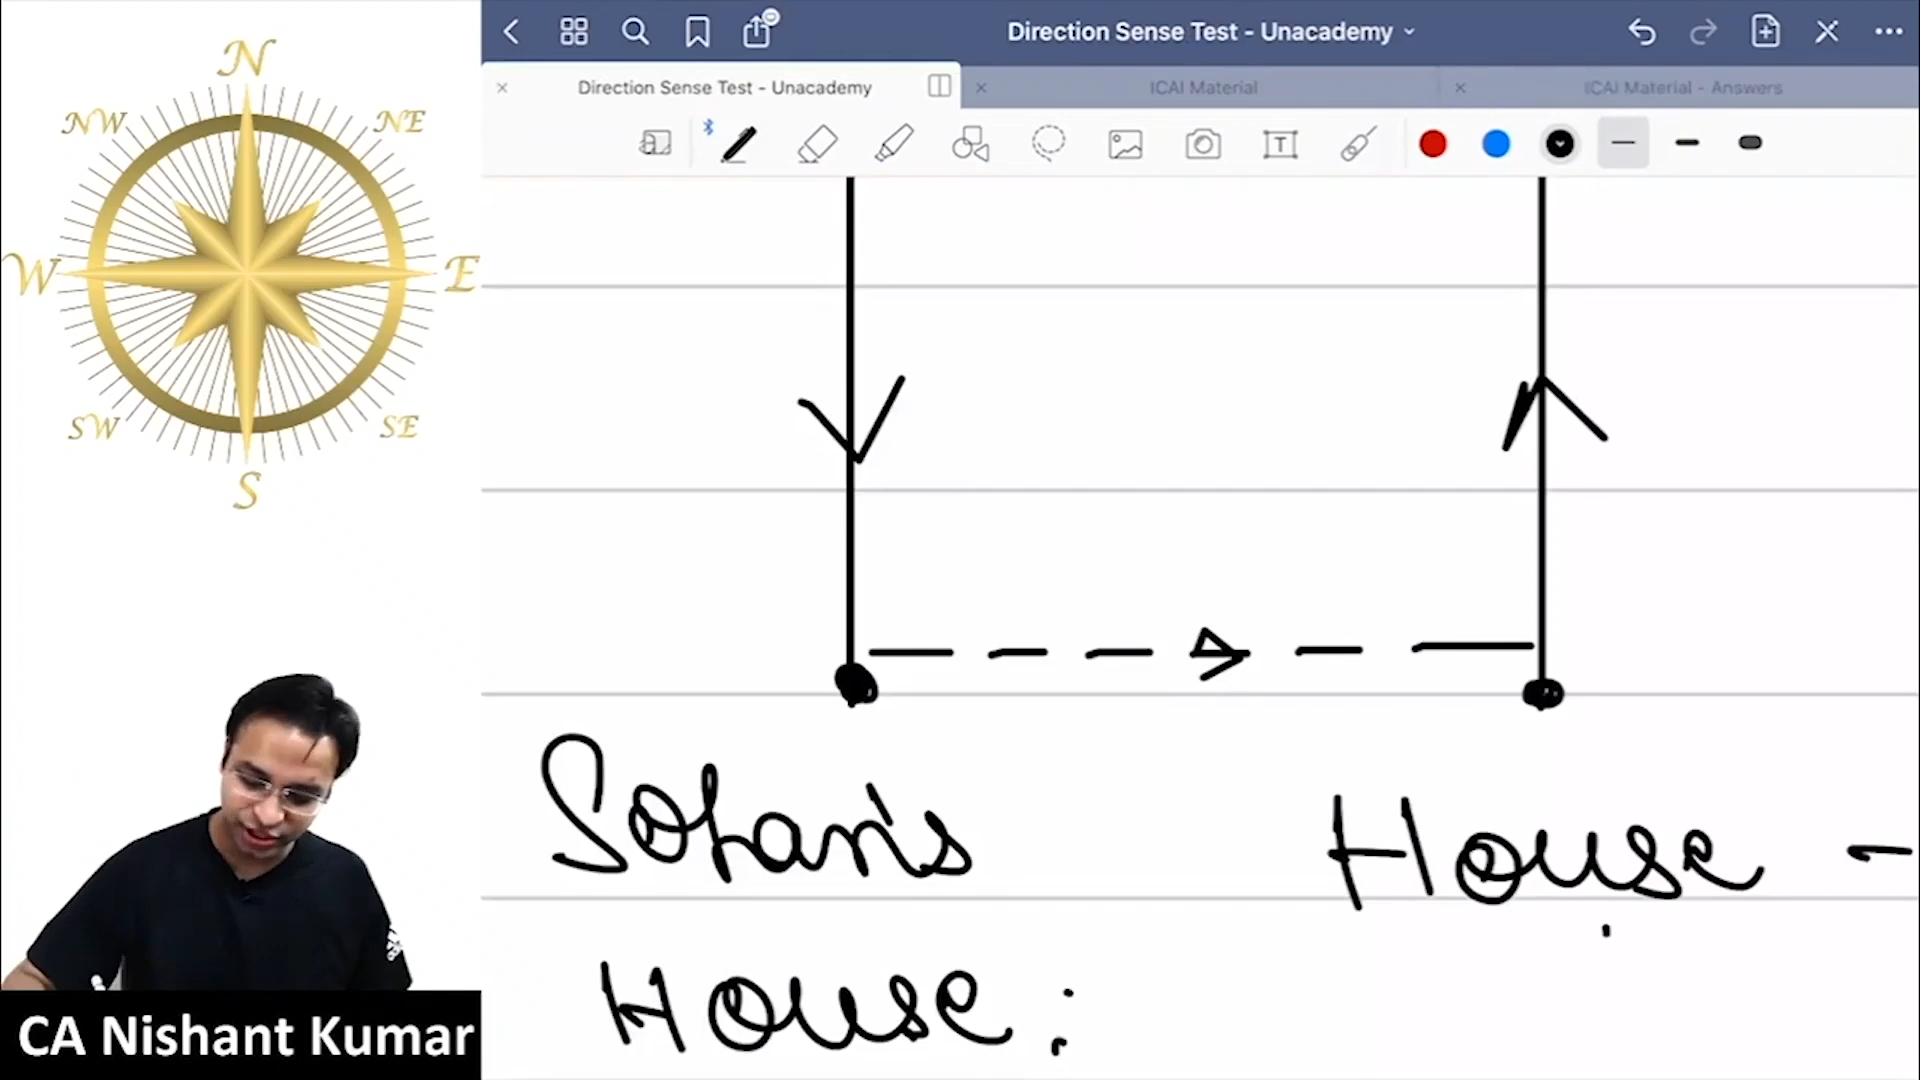 N
NW NE
W E
SW SE
S
Direction Sense Test - Unacademy
Direction Sense Test - Unacademy
ICAI Material
ICAI Material - Answers
a
T
Sohan's
House :
House -
CA Nishant Kumar